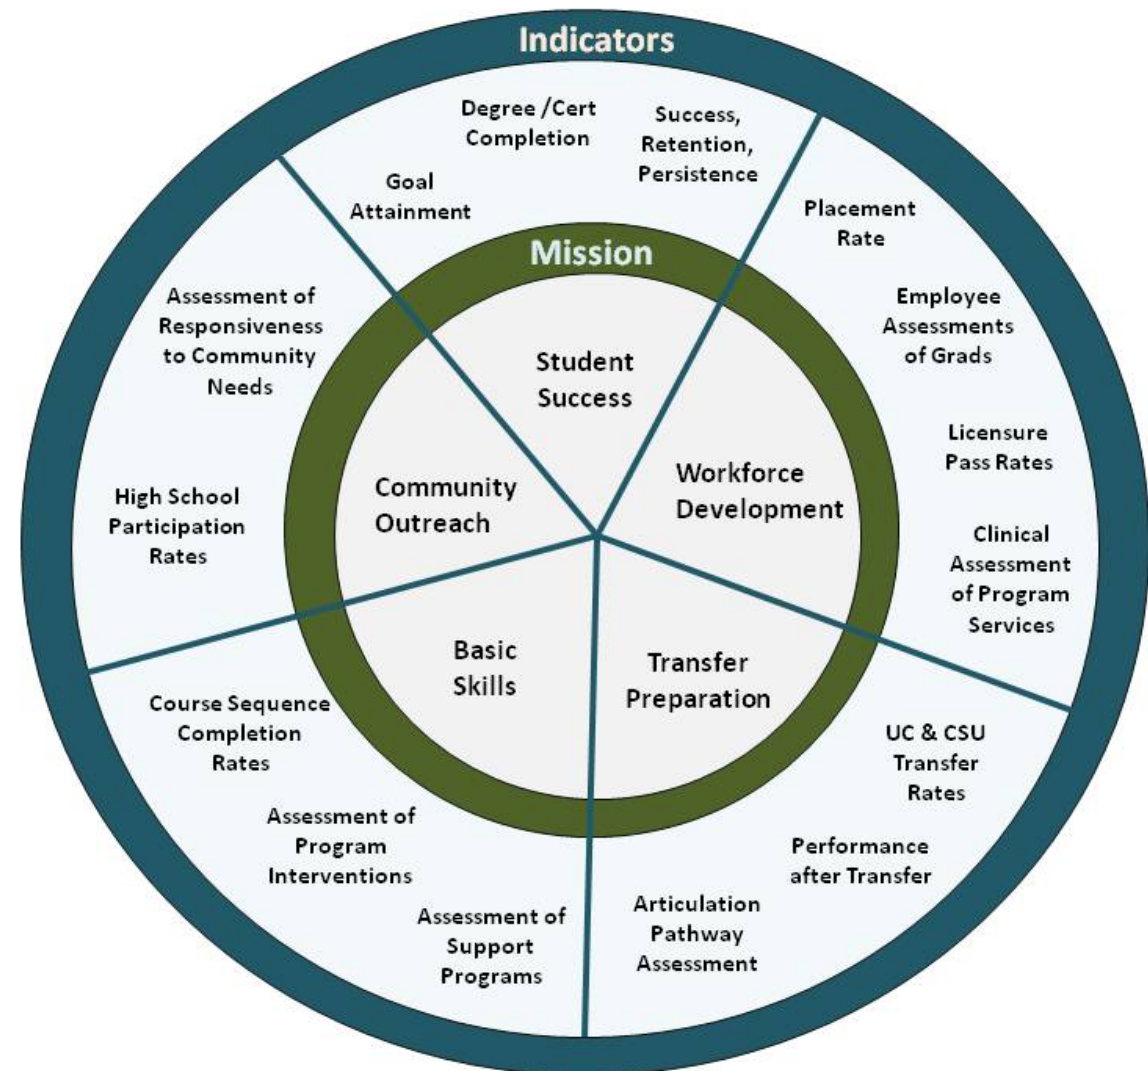 Indicators
Degree /Cert
Completion
Success,
Retention,
Persistence
Goal
Attainment
Placement
Rate
Mission
Assessment of
Responsiveness
to Community
Needs
Employee
Assessments
of Grads
Student
Success
Licensure
Pass Rates
Community
Outreach
Workforce
Development
High School
Participation
Rates
Clinical
Assessment
of Program
Services
Basic
Skills
Transfer
Preparation
Course Sequence
Completion
Rates
UC & CSU
Transfer
Rates
Assessment of
Program
Interventions
Performance
after Transfer
Assessment of
Support
Programs
Articulation
Pathway
Assessment